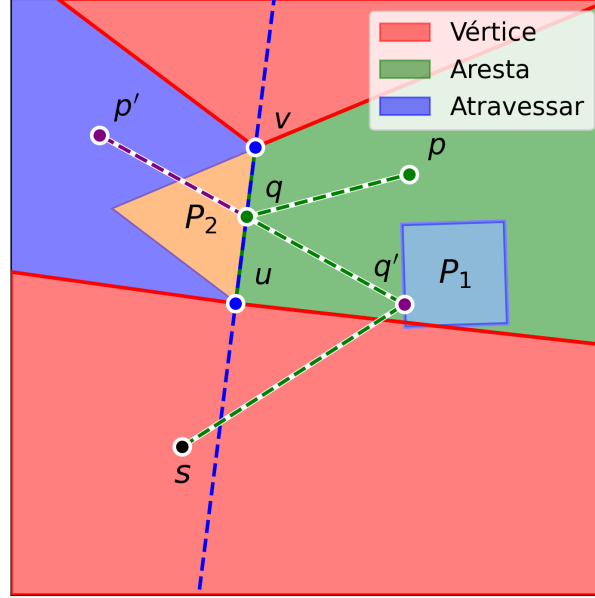 Vértice
Aresta
Atravessar
p′
v
p
q
P₂
u
q′
P₁
s